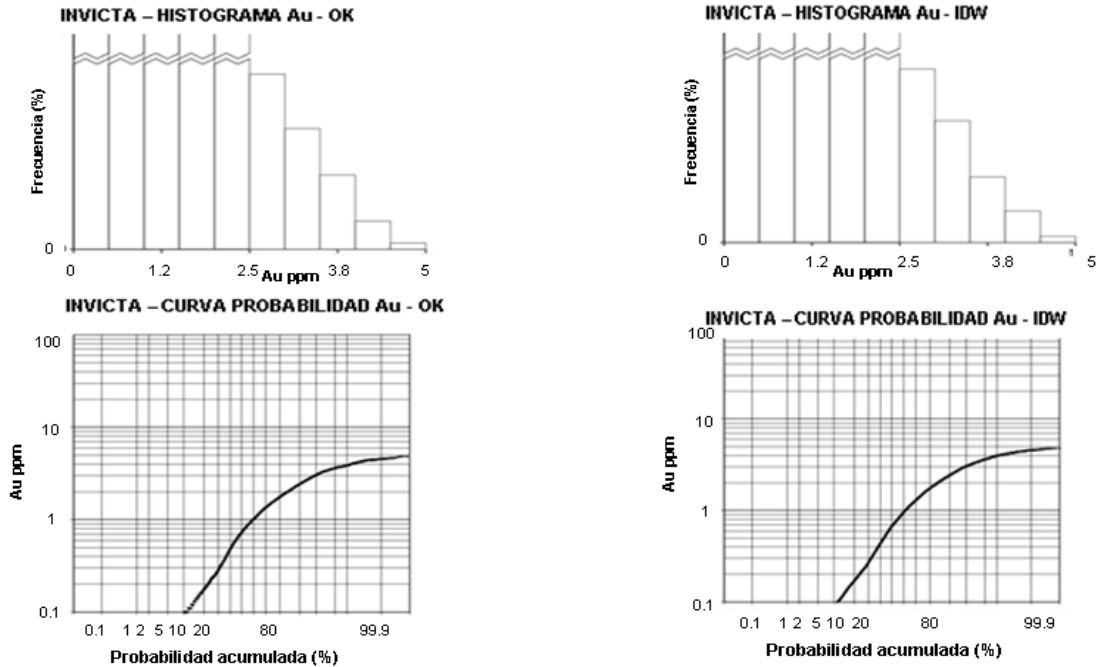 INVICTA – HISTOGRAMA Au - OK
Frecuencia (%)
0
0 1.2 2.5 3.8 5
Au ppm
INVICTA – HISTOGRAMA Au - IDW
Frecuencia (%)
0
0 1.2 2.5 3.8 5
Au ppm
INVICTA – CURVA PROBABILIDAD Au - OK
100
10
1
0.1
Au ppm
0.1 1 2 5 10 20 80 99.9
Probabilidad acumulada (%)
INVICTA – CURVA PROBABILIDAD Au - IDW
100
10
1
0.1
Au ppm
0.1 1 2 5 10 20 80 99.9
Probabilidad acumulada (%)